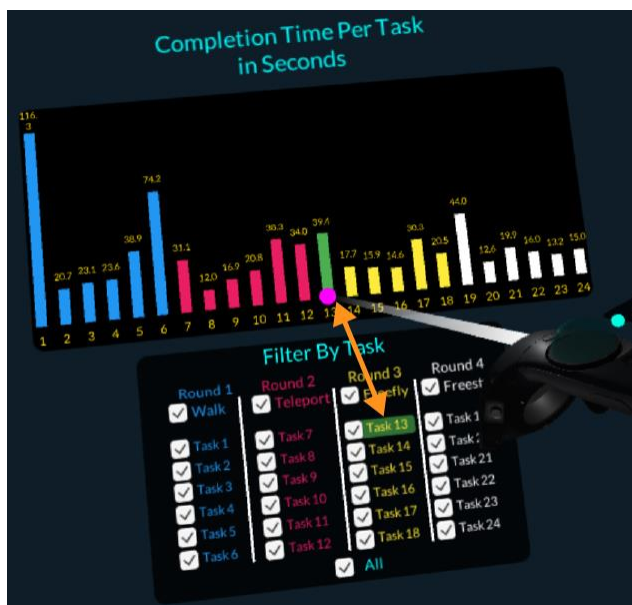 Completion Time Per Task
in Seconds
116.
3
20.7
23.1
23.6
38.9
74.2
31.1
12.0
16.9
20.8
38.3
34.0
39.4
17.7
15.9
14.6
30.3
20.5
44.0
12.6
19.9
16.0
13.2
15.0
1 2 3 4 5 6 7 8 9 10 11 12 13 14 15 16 17 18 19 20 21 22 23 24
Filter By Task
Round 1 Round 2 Round 3 Round 4
Walk Teleport Freefly
Task 1 Task 7 Task 13
Task 2 Task 8 Task 14
Task 3 Task 9 Task 15 Task 21
Task 4 Task 10 Task 16 Task 22
Task 5 Task 11 Task 17 Task 23
Task 6 Task 12 Task 18 Task 24
All